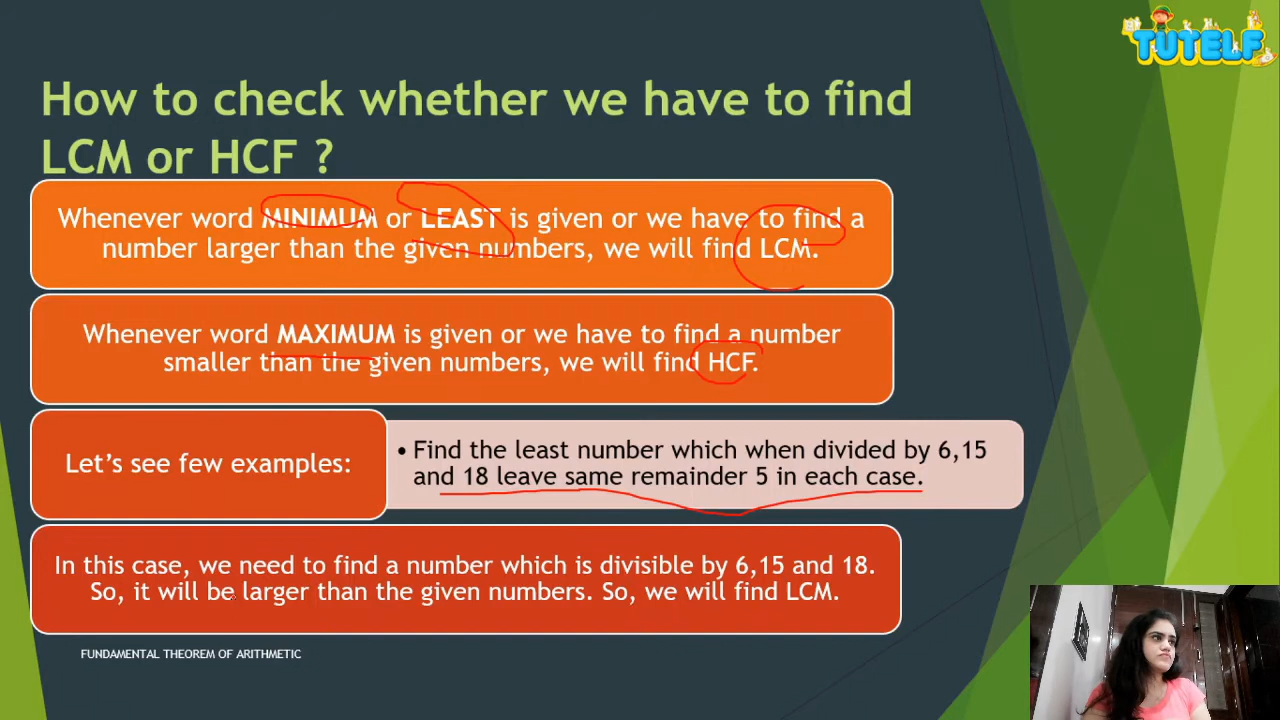 TUTELF
How to check whether we have to find
LCM or HCF ?
Whenever word MINIMUM or LEAST is given or we have to find a
number larger than the given numbers, we will find LCM.
Whenever word MAXIMUM is given or we have to find a number
smaller than the given numbers, we will find HCF.
Let's see few examples:
• Find the least number which when divided by 6,15
and 18 leave same remainder 5 in each case.
In this case, we need to find a number which is divisible by 6,15 and 18.
So, it will be larger than the given numbers. So, we will find LCM.
FUNDAMENTAL THEOREM OF ARITHMETIC